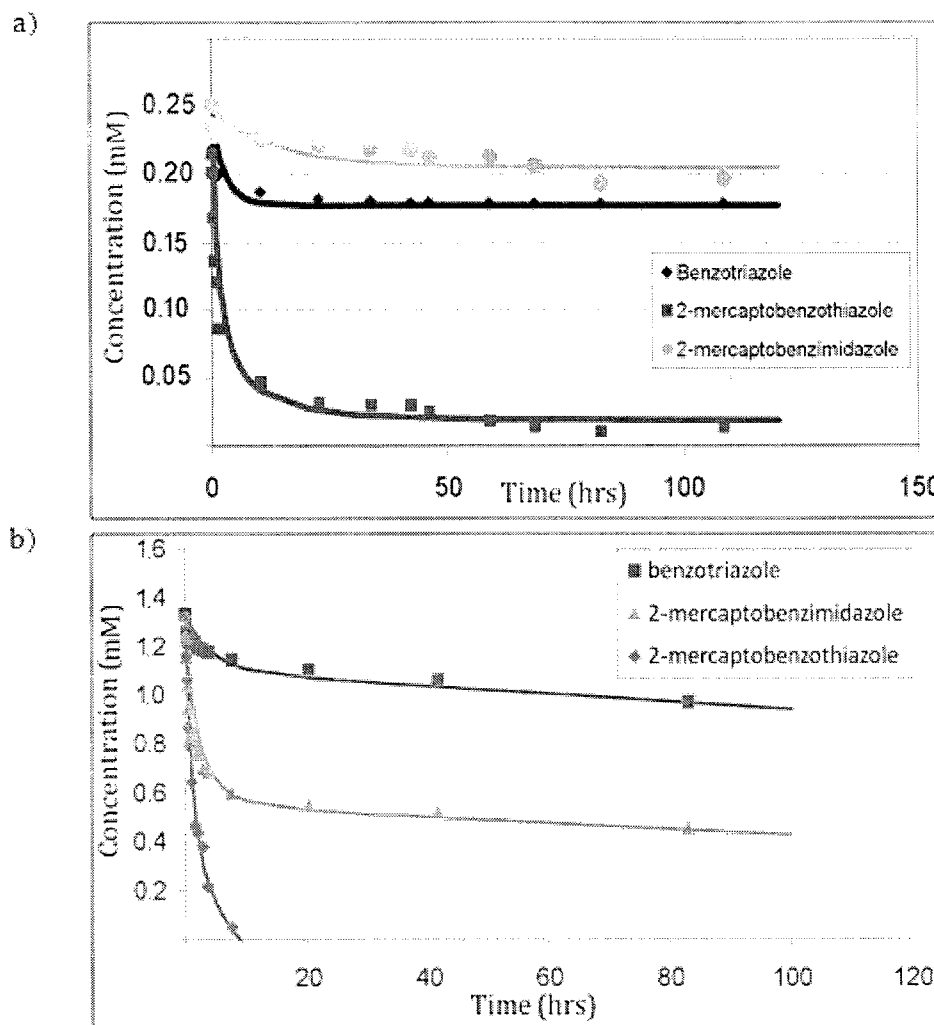 a)
Concentration (mM)
0.25
0.20
0.15
0.10
0.05
Benzotriazole
2-mercaptobenzothiazole
2-mercaptobenzimidazole
0
50
100
150
Time (hrs)
b)
Concentration (mM)
1.6
1.4
1.2
1.0
0.8
0.6
0.4
0.2
benzotriazole
2-mercaptobenzimidazole
2-mercaptobenzothiazole
20
40
60
80
100
120
Time (hrs)